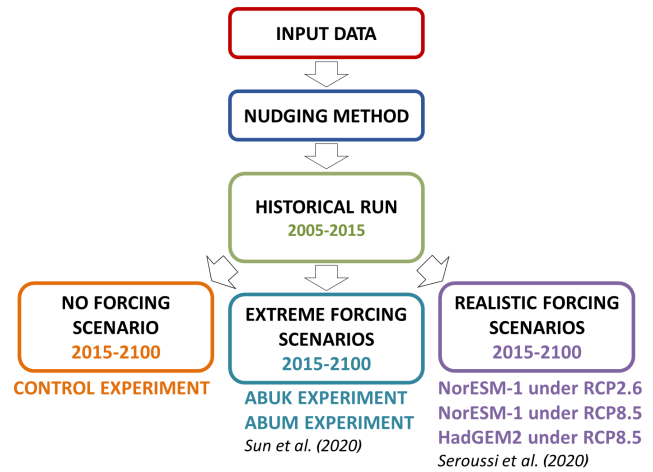 INPUT DATA
NUDGING METHOD
HISTORICAL RUN
2005-2015
NO FORCING
SCENARIO
2015-2100
CONTROL EXPERIMENT
EXTREME FORCING
SCENARIOS
2015-2100
ABUK EXPERIMENT
ABUM EXPERIMENT
Sun et al. (2020)
REALISTIC FORCING
SCENARIOS
2015-2100
NorESM-1 under RCP2.6
NorESM-1 under RCP8.5
HadGEM2 under RCP8.5
Seroussi et al. (2020)